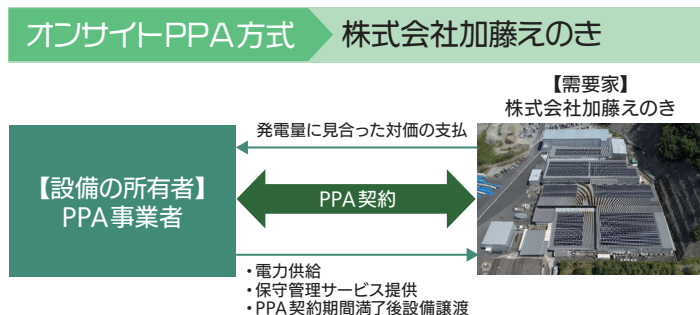 オンサイトPPA方式 株式会社加藤えのき
【需要家】
株式会社加藤えのき
発電量に見合った対価の支払
【設備の所有者】
PPA事業者
PPA契約
・電力供給
・保守管理サービス提供
・PPA契約期間満了後設備譲渡